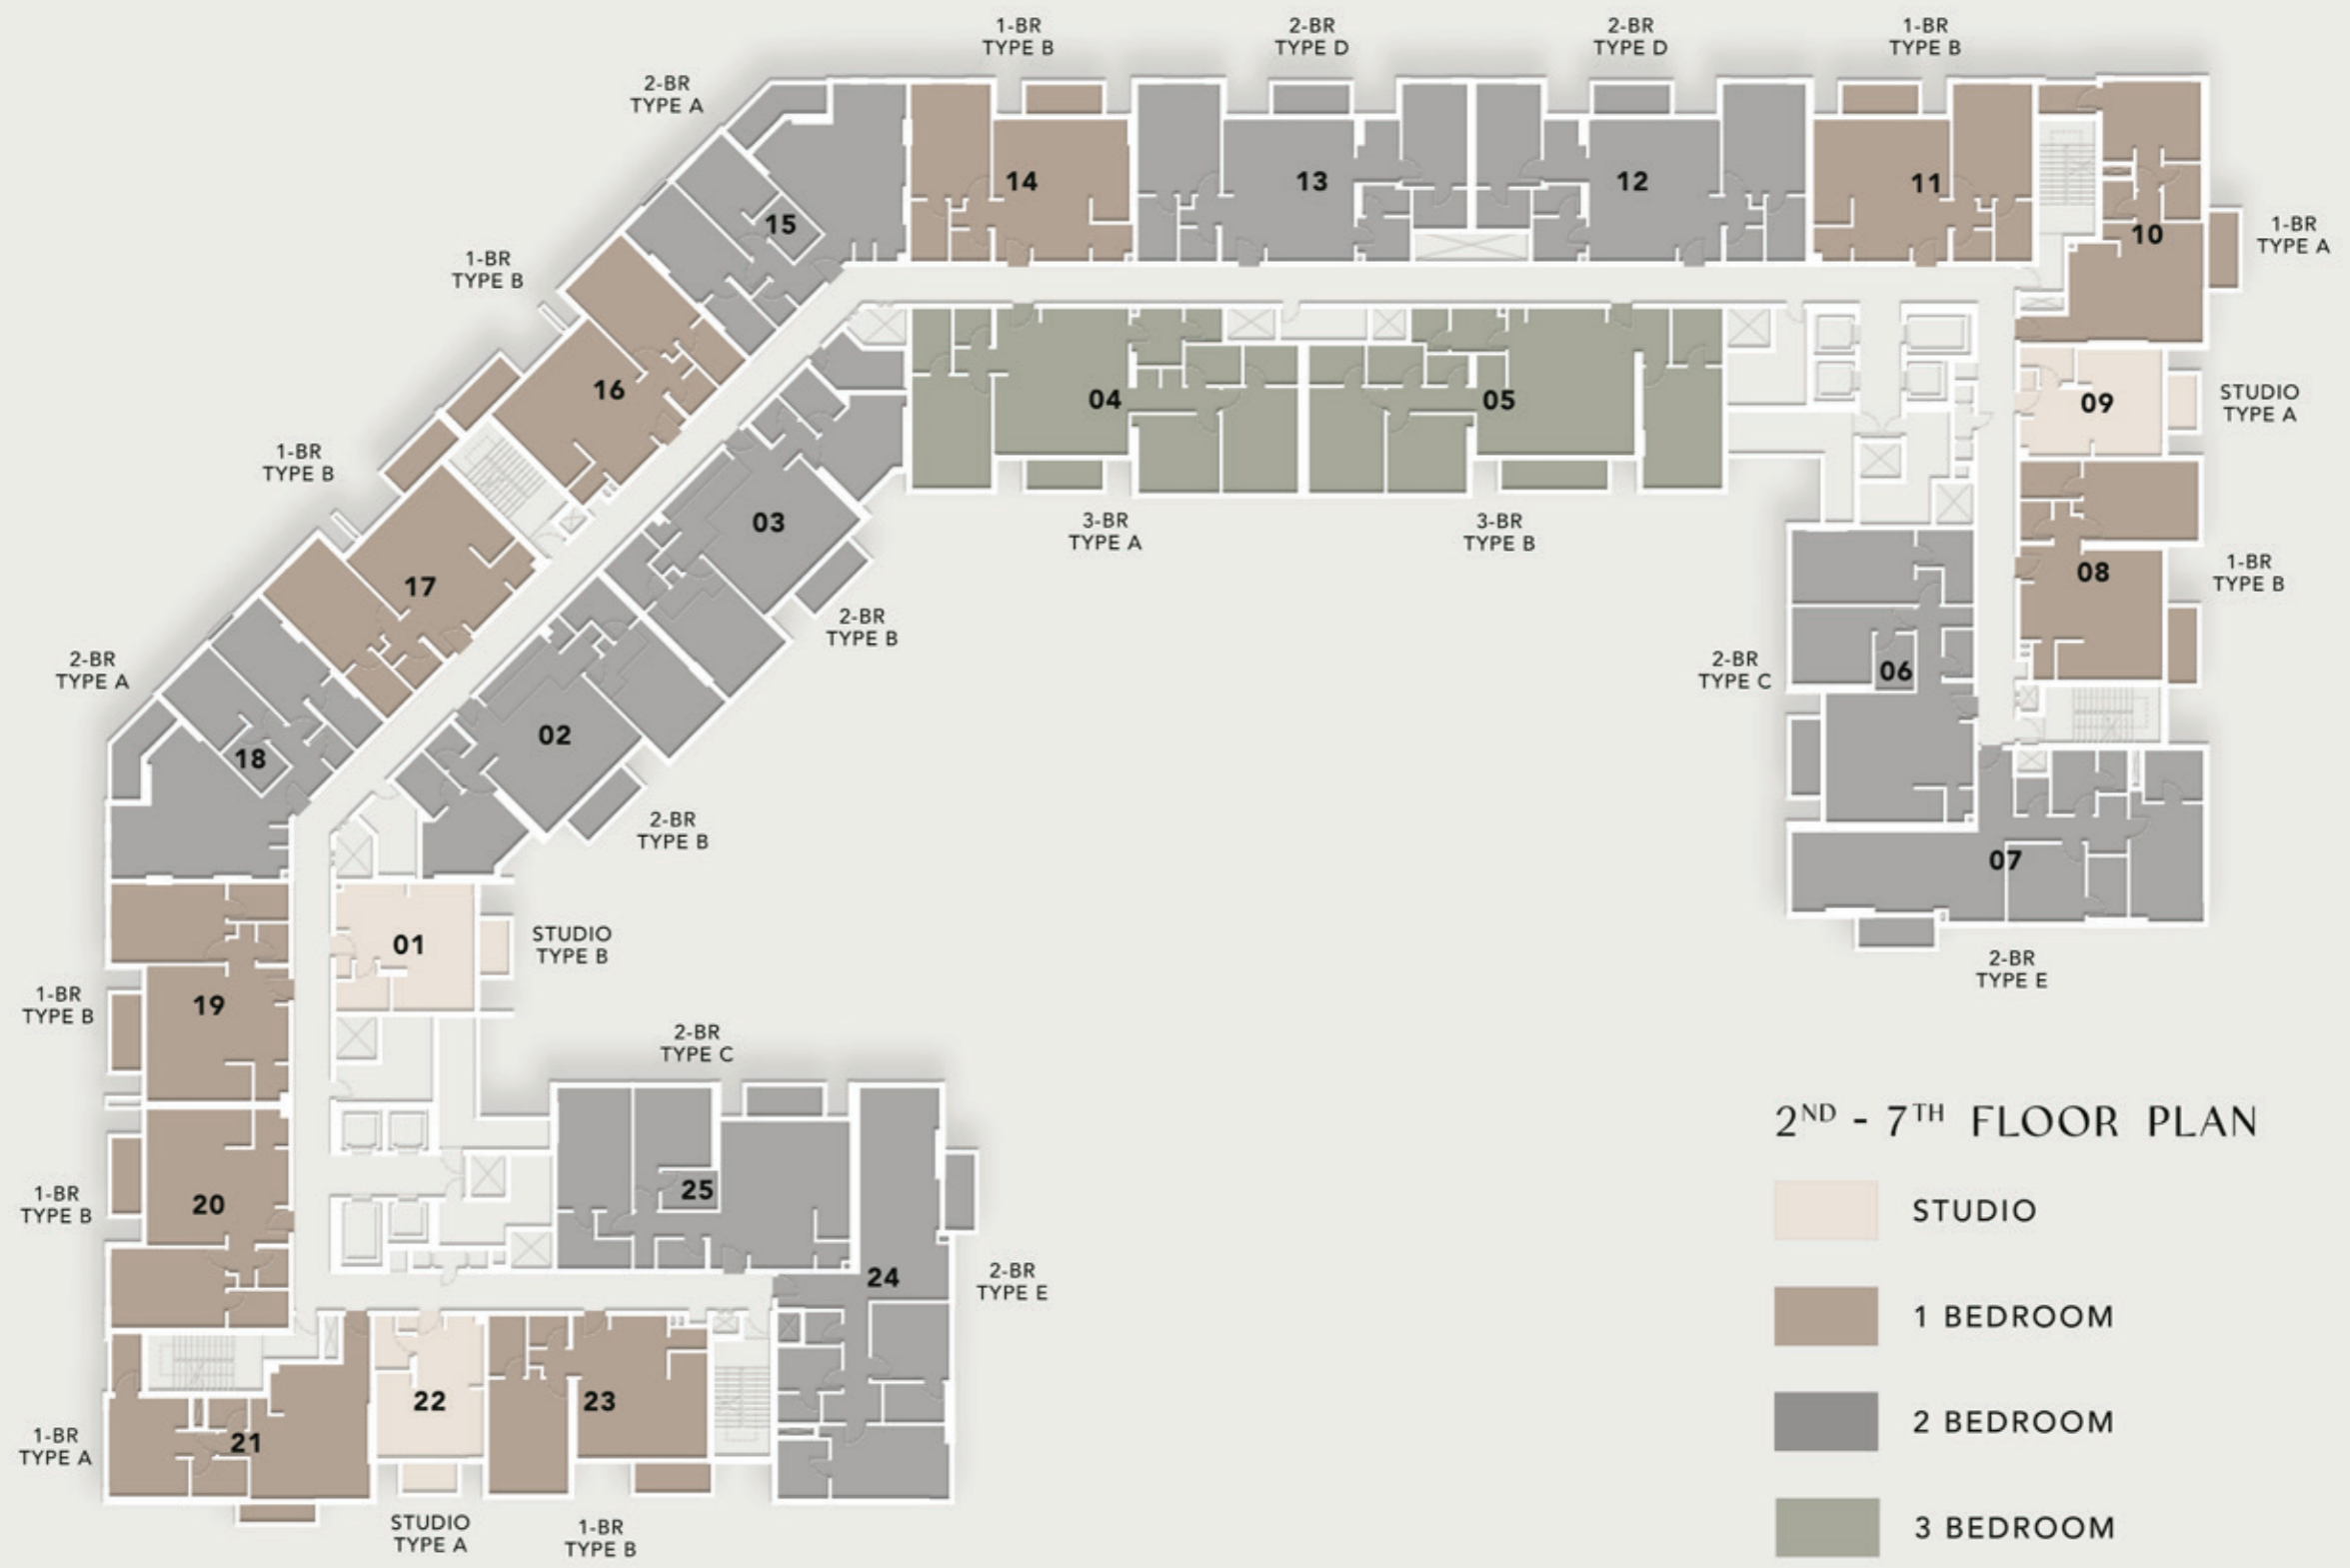 1-BR
TYPE B
2-BR
TYPE D
2-BR
TYPE D
1-BR
TYPE B
2-BR
TYPE A
14
13
12
11
10
1-BR
TYPE A
15
1-BR
TYPE B
16
04
05
09
STUDIO
TYPE A
1-BR
TYPE B
03
3-BR
TYPE A
3-BR
TYPE B
17
08
1-BR
TYPE B
2-BR
TYPE B
2-BR
TYPE A
2-BR
TYPE C
06
18
02
2-BR
TYPE B
07
01
STUDIO
TYPE B
2-BR
TYPE E
1-BR
TYPE B
19
2-BR
TYPE C
1-BR
TYPE B
20
25
24
2-BR
TYPE E
22
23
1-BR
TYPE A
21
STUDIO
TYPE A
1-BR
TYPE B
2ND - 7TH FLOOR PLAN
STUDIO
1 BEDROOM
2 BEDROOM
3 BEDROOM